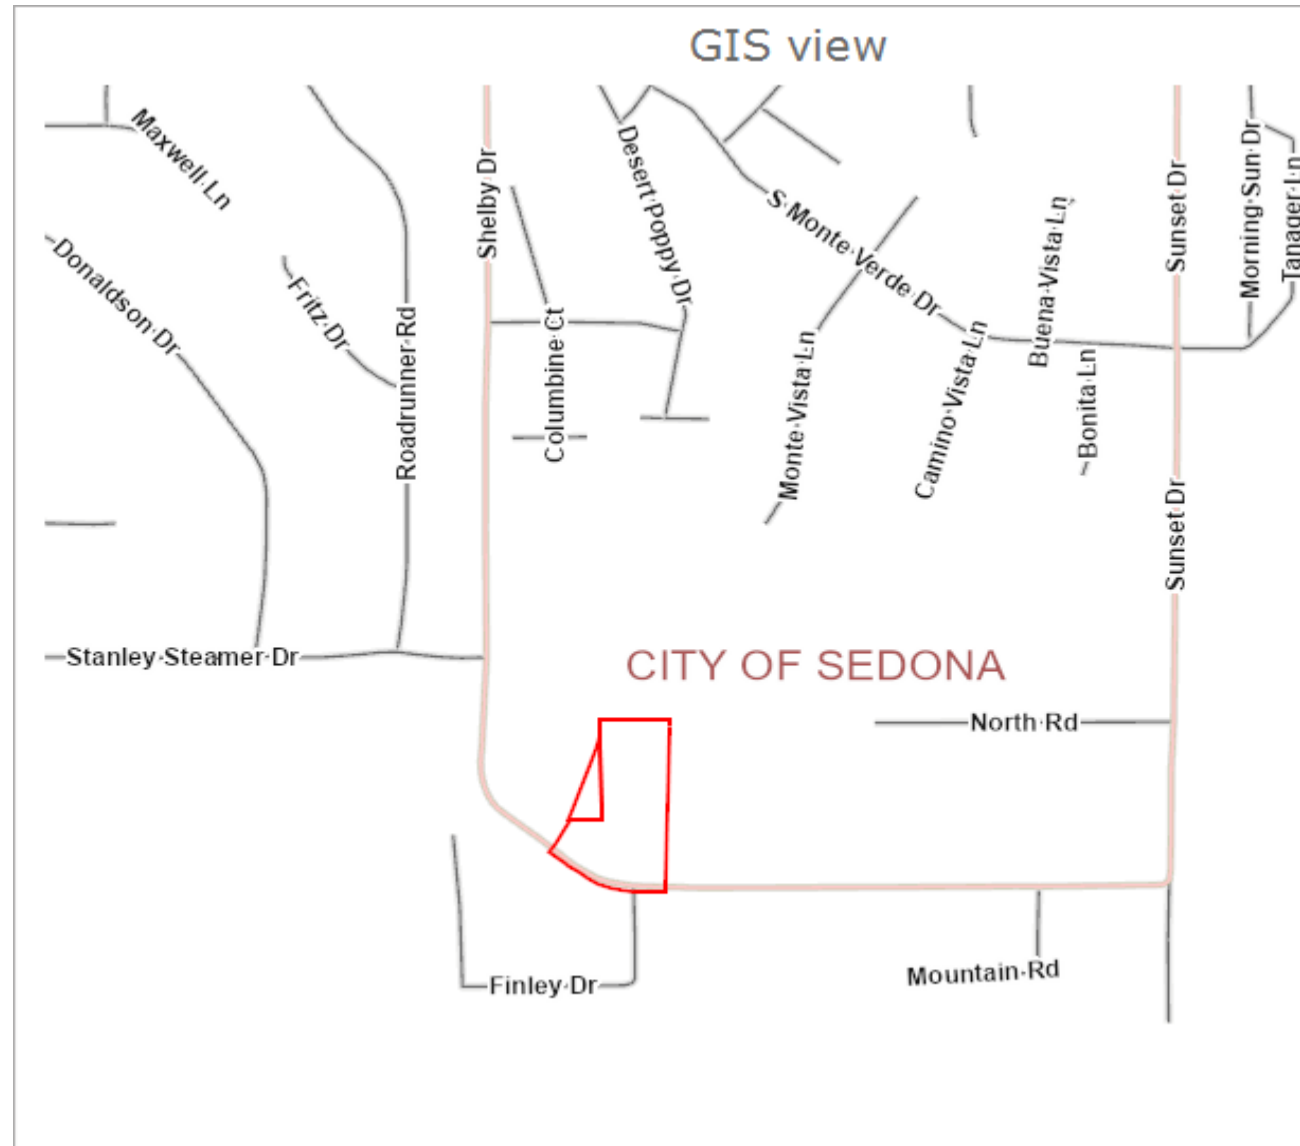 GIS view
Maxwell Ln
Donaldson Dr
Fritz Dr
Roadrunner Rd
Shelby Dr
Columbine Ct
Desert Poppy Dr
S Monte Verde Dr
Monte Vista Ln
Camino Vista Ln
Buena Vista Ln
Bonita Ln
Sunset Dr
Morning Sun Dr
Tanager Ln
Sunset Dr
Stanley Steamer Dr
CITY OF SEDONA
North Rd
Finley Dr
Mountain Rd